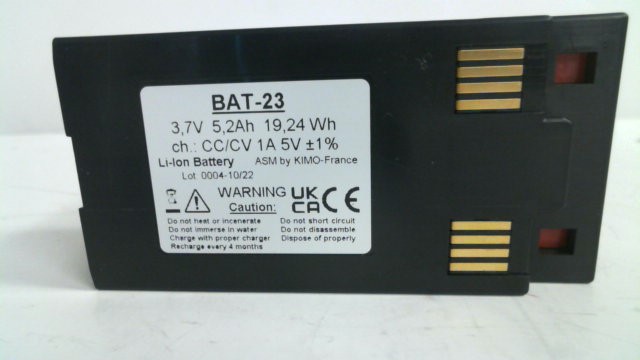 BAT-23
3,7V 5,2Ah 19,24 Wh
ch.: CC/CV 1A 5V ±1%
Li-Ion Battery ASM by KIMO-France
Lot: 0004-10/22
WARNING UK CA CE
Caution:
Do not heat or incenerate Do not short circuit
Do not immerse in water Do not disassemble
Charge with proper charger Dispose of properly
Recharge every 4 months